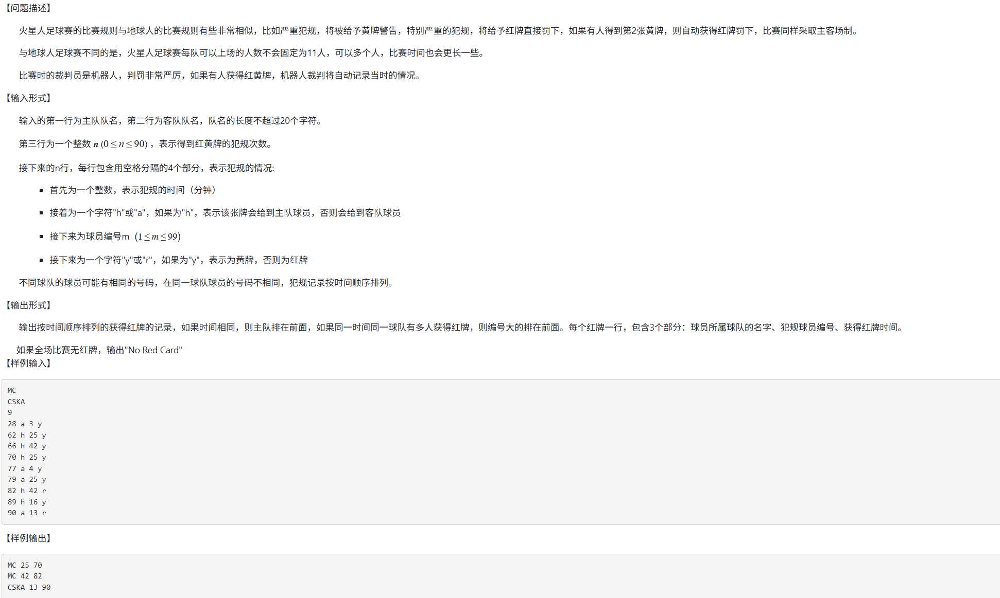 【问题描述】
火星人足球赛的比赛规则与地球人的比赛规则有些非常相似，比如严重犯规，将被给予黄牌警告，特别严重的犯规，将给予红牌直接罚下，如果有人得到第2张黄牌，则自动获得红牌罚下，比赛同样采取主客场制。
与地球人足球赛不同的是，火星人足球赛每队可以上场的人数不会固定为11人，可以多个人，比赛时间也会更长一些。
比赛时的裁判员是机器人，判罚非常严厉，如果有人获得红黄牌，机器人裁判将自动记录当时的情况。
【输入形式】
输入的第一行为主队队名，第二行为客队队名，队名的长度不超过20个字符。
第三行为一个整数 n (0≤n≤90) ，表示得到红黄牌的犯规次数。
接下来的n行，每行包含用空格分隔的4个部分，表示犯规的情况:
▪ 首先为一个整数，表示犯规的时间（分钟）
▪ 接着为一个字符"h"或"a"，如果为"h"，表示该张牌会给到主队球员，否则会给到客队球员
▪ 接下来为球员编号m（1≤m≤99)
▪ 接下来为一个字符"y"或"r"，如果为"y"，表示为黄牌，否则为红牌
不同球队的球员可能有相同的号码，在同一球队球员的号码不相同，犯规记录按时间顺序排列。
【输出形式】
输出按时间顺序排列的获得红牌的记录，如果时间相同，则主队排在前面，如果同一时间同一球队有多人获得红牌，则编号大的排在前面。每个红牌一行，包含3个部分：球员所属球队的名字、犯规球员编号、获得红牌时间。
如果全场比赛无红牌，输出"No Red Card"
【样例输入】
MC
CSKA
9
28 a 3 y
62 h 25 y
66 h 42 y
70 h 25 y
77 a 4 y
79 a 25 y
82 h 42 r
89 h 16 y
90 a 13 r
【样例输出】
MC 25 70
MC 42 82
CSKA 13 90